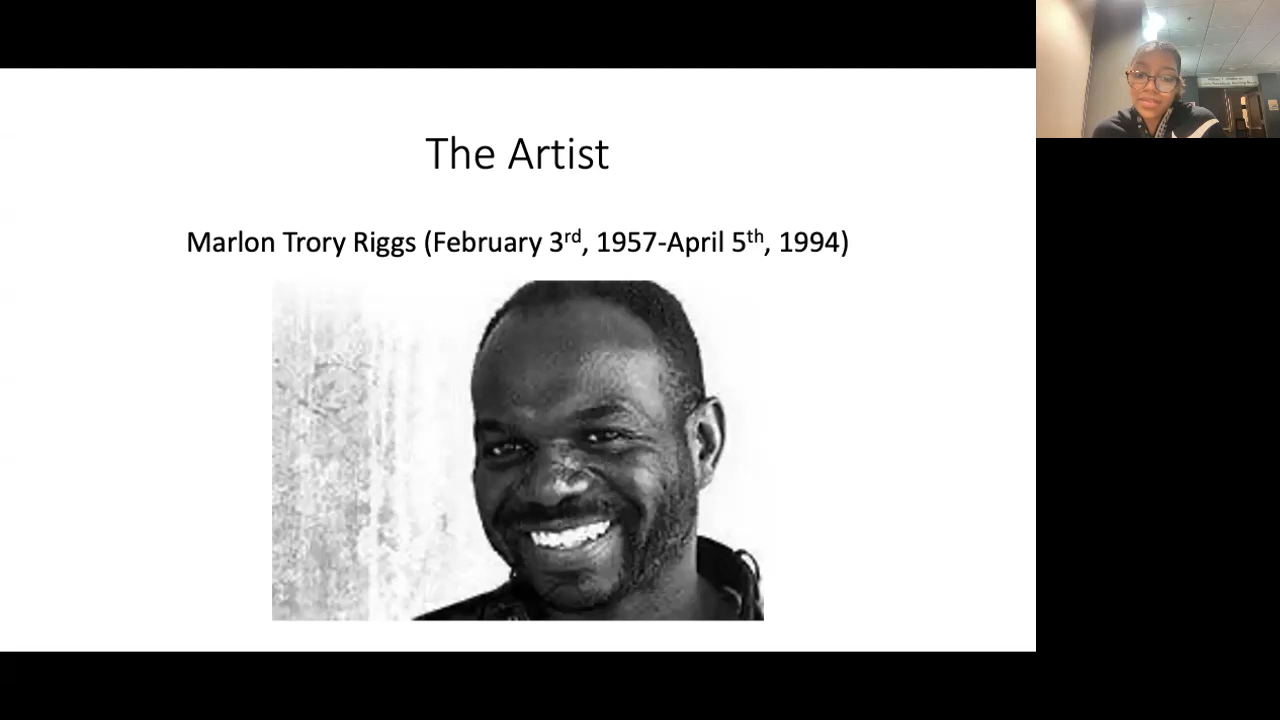 The Artist
Marlon Trory Riggs (February 3rd, 1957-April 5th, 1994)